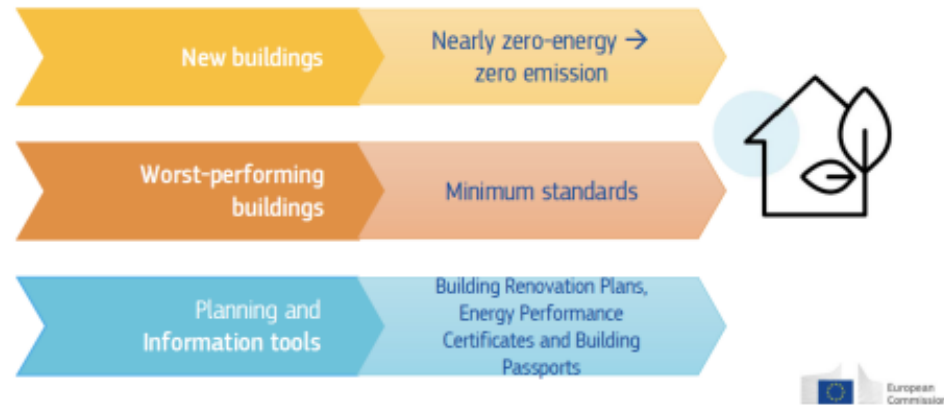 New buildings
Nearly zero-energy →
zero emission
Worst-performing
buildings
Minimum standards
Planning and
Information tools
Building Renovation Plans,
Energy Performance
Certificates and Building
Passports
European
Commission